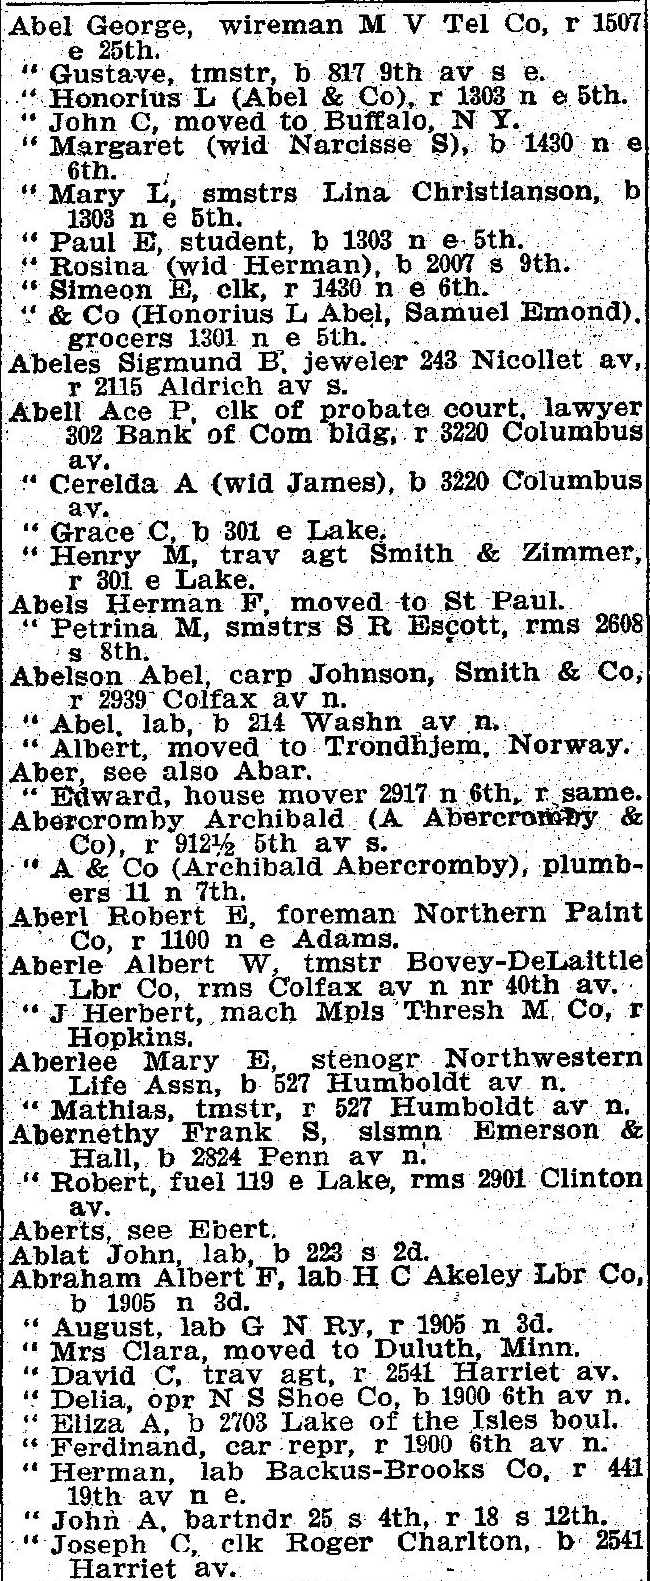 Abel George, wireman M V Tel Co, r 1507
e 25th.
" Gustave, tmstr, b 817 9th av s e.
" Honorius L (Abel & Co), r 1303 n e 5th.
" John C, moved to Buffalo, N Y.
" Margaret (wid Narcisse S), b 1430 n e
6th.
" Mary L, smstrs Lina Christianson, b
1303 n e 5th.
" Paul E, student, b 1303 n e 5th.
" Rosina (wid Herman), b 2007 s 9th.
" Simeon E, clk, r 1430 n e 6th.
" & Co (Honorius L Abel, Samuel Emond),
grocers 1301 n e 5th.
Abeles Sigmund B, jeweler 243 Nicollet av,
r 2115 Aldrich av s.
Abell Ace P, clk of probate court, lawyer
302 Bank of Com bldg, r 3220 Columbus
av.
" Cerelda A (wid James), b 3220 Columbus
av.
" Grace C, b 301 e Lake.
" Henry M, trav agt Smith & Zimmer,
r 301 e Lake.
Abels Herman F, moved to St Paul.
" Petrina M, smstrs S R Escott, rms 2608
s 8th.
Abelson Abel, carp Johnson, Smith & Co,
r 2939 Colfax av n.
" Abel, lab, b 214 Washn av n.
" Albert, moved to Trondhjem, Norway.
Aber, see also Abar.
" Edward, house mover 2917 n 6th, r same.
Abercromby Archibald (A Abercromby &
Co), r 912½ 5th av s.
" A & Co (Archibald Abercromby), plumb-
ers 11 n 7th.
Aberl Robert E, foreman Northern Paint
Co, r 1100 n e Adams.
Aberle Albert W, tmstr Bovey-DeLaittle
Lbr Co, rms Colfax av n nr 40th av.
" J Herbert, mach Mpls Thresh M Co, r
Hopkins.
Aberlee Mary E, stenogr Northwestern
Life Assn, b 527 Humboldt av n.
" Mathias, tmstr, r 527 Humboldt av n.
Abernethy Frank S, slsmn Emerson &
Hall, b 2824 Penn av n.
" Robert, fuel 119 e Lake, rms 2901 Clinton
av.
Aberts, see Ebert.
Ablat John, lab, b 223 s 2d.
Abraham Albert F, lab H C Akeley Lbr Co,
b 1905 n 3d.
" August, lab G N Ry, r 1905 n 3d.
" Mrs Clara, moved to Duluth, Minn.
" David C, trav agt, r 2541 Harriet av.
" Delia, opr N S Shoe Co, b 1900 6th av n.
" Eliza A, b 2703 Lake of the Isles boul.
" Ferdinand, car repr, r 1900 6th av n.
" Herman, lab Backus-Brooks Co, r 441
19th av n e.
" John A, bartndr 25 s 4th, r 18 s 12th.
" Joseph C, clk Roger Charlton, b 2541
Harriet av.